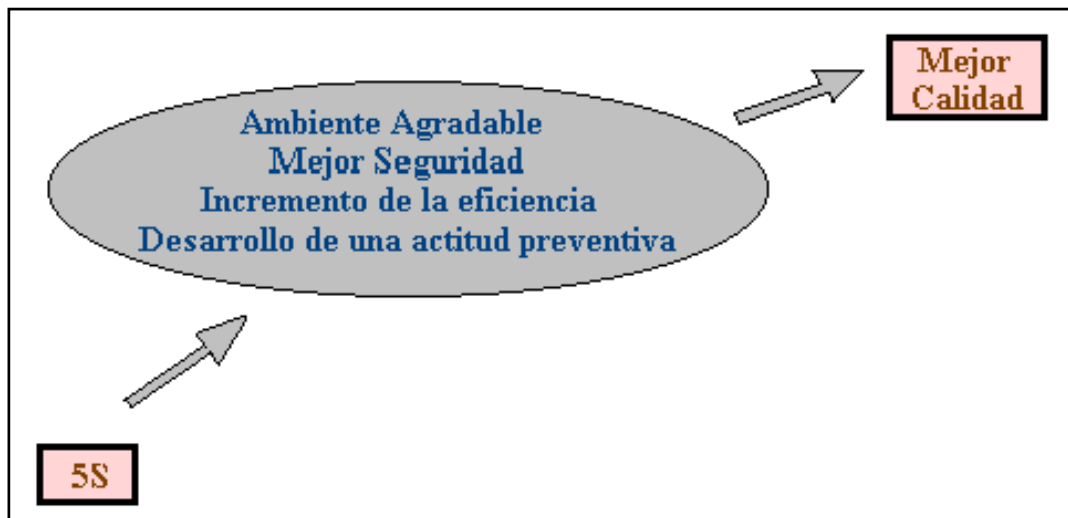 Mejor
Calidad
Ambiente Agradable
Mejor Seguridad
Incremento de la eficiencia
Desarrollo de una actitud preventiva
5S